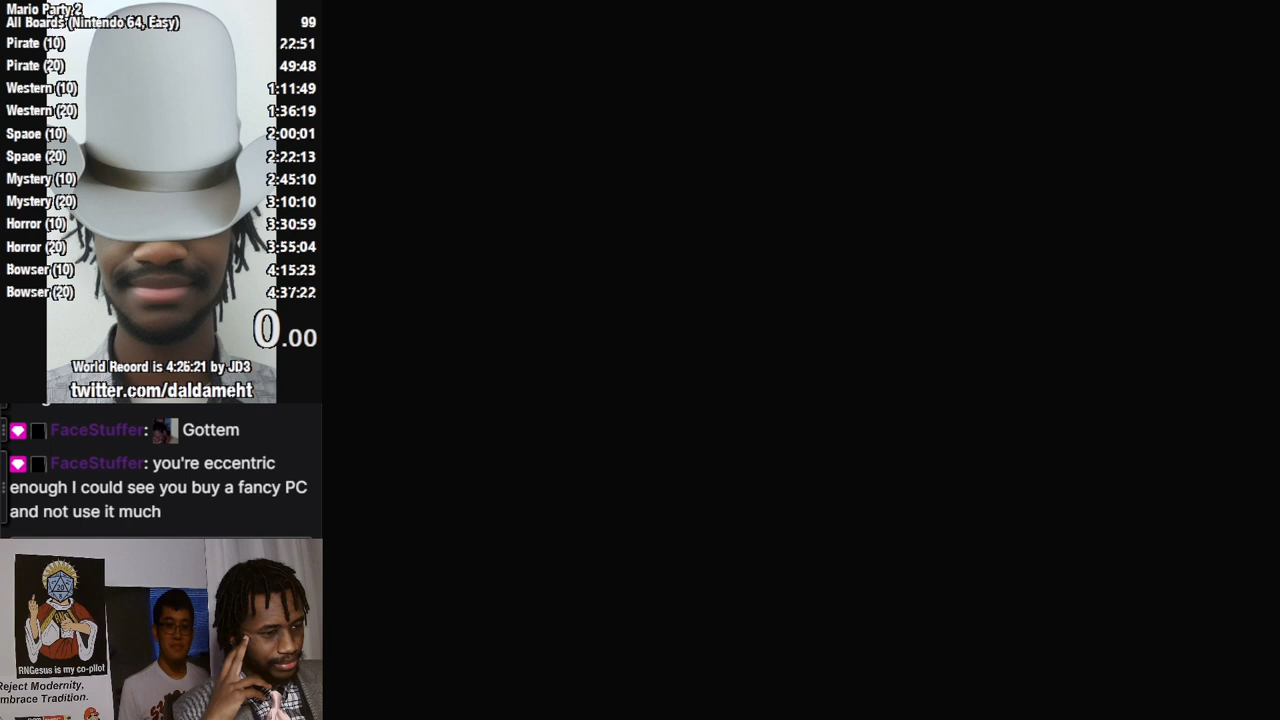 Mario Party 2
All Boards (Nintendo 64, Easy) 99
Pirate (10) 22:51
Pirate (20) 49:48
Western (10) 1:11:49
Western (20) 1:36:19
Space (10) 2:00:01
Space (20) 2:22:13
Mystery (10) 2:45:10
Mystery (20) 3:10:10
Horror (10) 3:30:59
Horror (20) 3:55:04
Bowser (10) 4:15:23
Bowser (20) 4:37:22
0.00
World Record is 4:26:21 by JD3
twitter.com/daldameht
FaceStuffer: Gottem
FaceStuffer: you're eccentric
enough I could see you buy a fancy PC
and not use it much
RNGesus is my co-pilot
Reject Modernity,
mbrace Tradition.